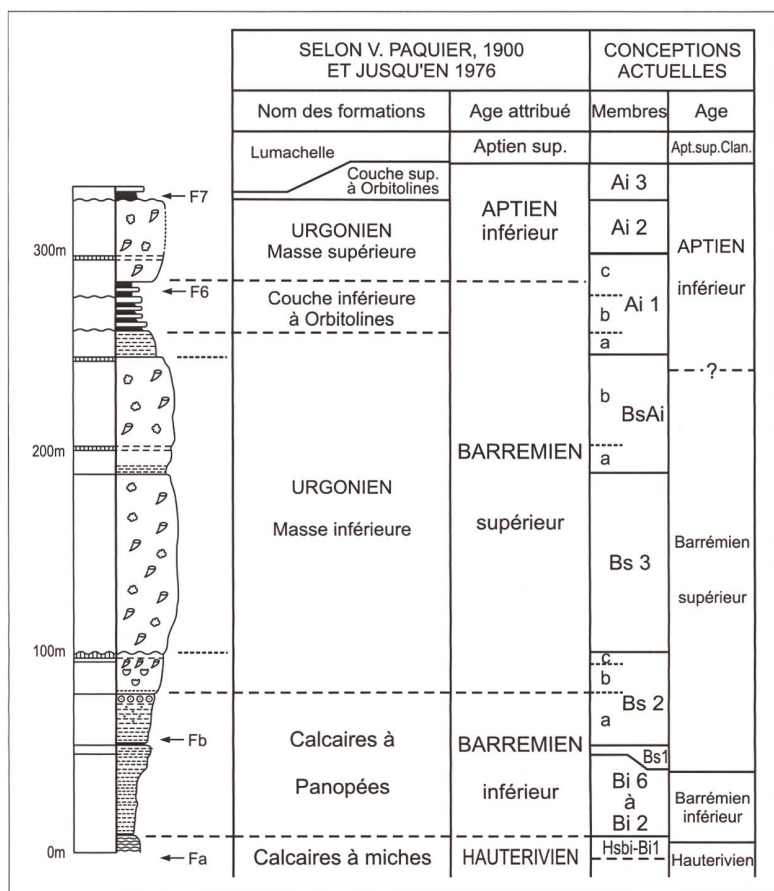 SELON V. PAQUIER, 1900
ET JUSQU'EN 1976
CONCEPTIONS
ACTUELLES
Nom des formations
Age attribué
Membres
Age
Lumachelle
Aptien sup.
Apt.sup.Clan.
Couche sup.
à Orbitolines
Ai 3
F7
APTIEN
inférieur
Ai 2
URGONIEN
Masse supérieure
300m
APTIEN
inférieur
F6
Couche inférieure
à Orbitolines
c
b
a
Ai 1
?
b
BsAi
a
200m
BARREMIEN
supérieur
URGONIEN
Masse inférieure
Bs 3
Barrémien
supérieur
100m
c
b
a
Bs 2
Fb
Calcaires à
Panopées
BARREMIEN
inférieur
Bs1
Bi 6
à
Bi 2
Barrémien
inférieur
0m
Fa
Calcaires à miches
HAUTERIVIEN
Hsbi-Bi1
Hauterivien